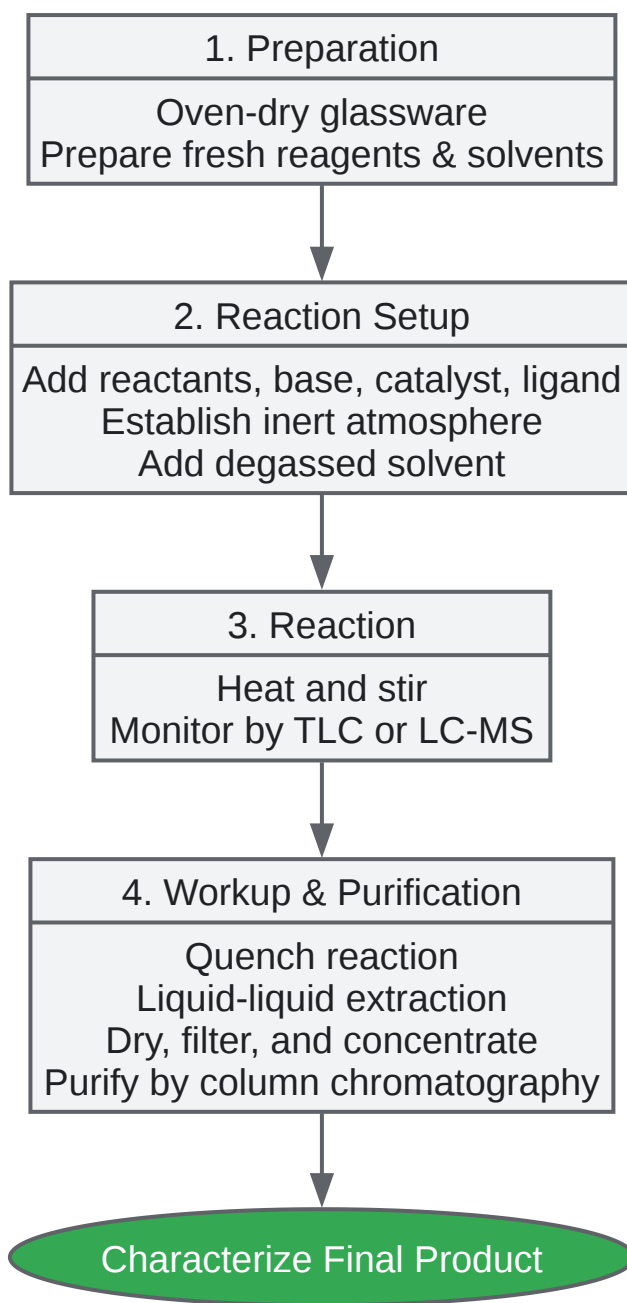 1. Preparation
Oven-dry glassware
Prepare fresh reagents & solvents
2. Reaction Setup
Add reactants, base, catalyst, ligand
Establish inert atmosphere
Add degassed solvent
3. Reaction
Heat and stir
Monitor by TLC or LC-MS
4. Workup & Purification
Quench reaction
Liquid-liquid extraction
Dry, filter, and concentrate
Purify by column chromatography
Characterize Final Product